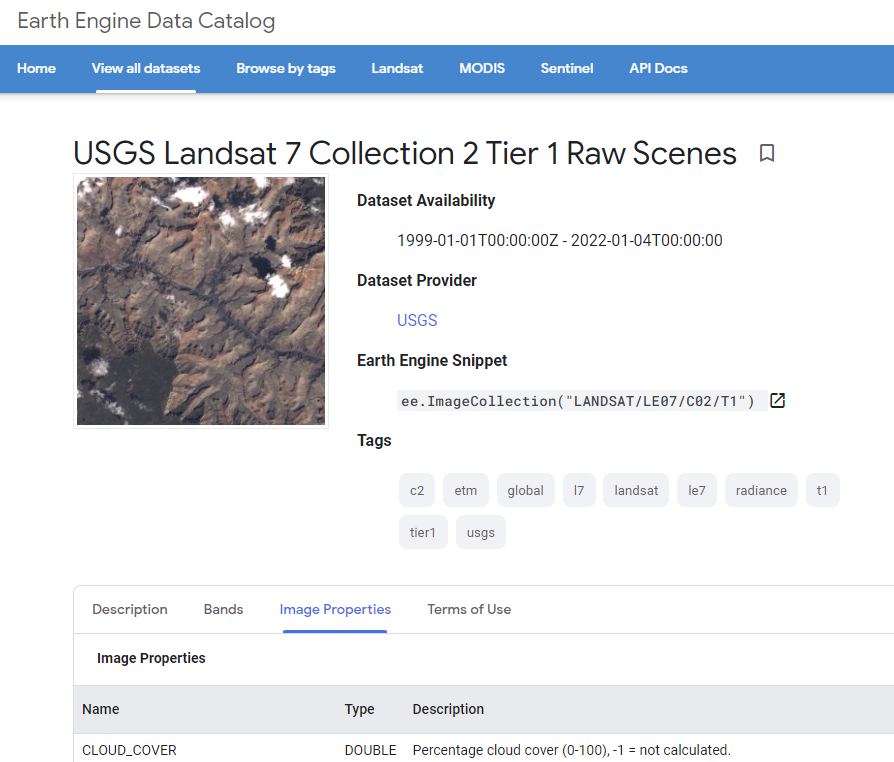 Earth Engine Data Catalog
Home View all datasets Browse by tags Landsat MODIS Sentinel API Docs
USGS Landsat 7 Collection 2 Tier 1 Raw Scenes
Dataset Availability
1999-01-01T00:00:00Z - 2022-01-04T00:00:00
Dataset Provider
USGS
Earth Engine Snippet
ee.ImageCollection("LANDSAT/LE07/C02/T1")
Tags
c2 etm global l7 landsat le7 radiance t1
tier1 usgs
Description Bands Image Properties Terms of Use
Image Properties
Name Type Description
CLOUD_COVER DOUBLE Percentage cloud cover (0-100), -1 = not calculated.